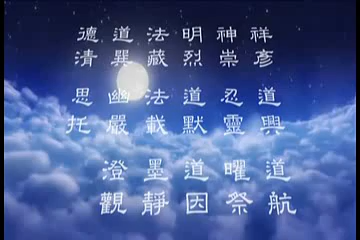 德道法明神祥
清巽藏烈崇彥
思幽法道忍道
托嚴載默靈興
澄墨道曜道
觀靜因祭航